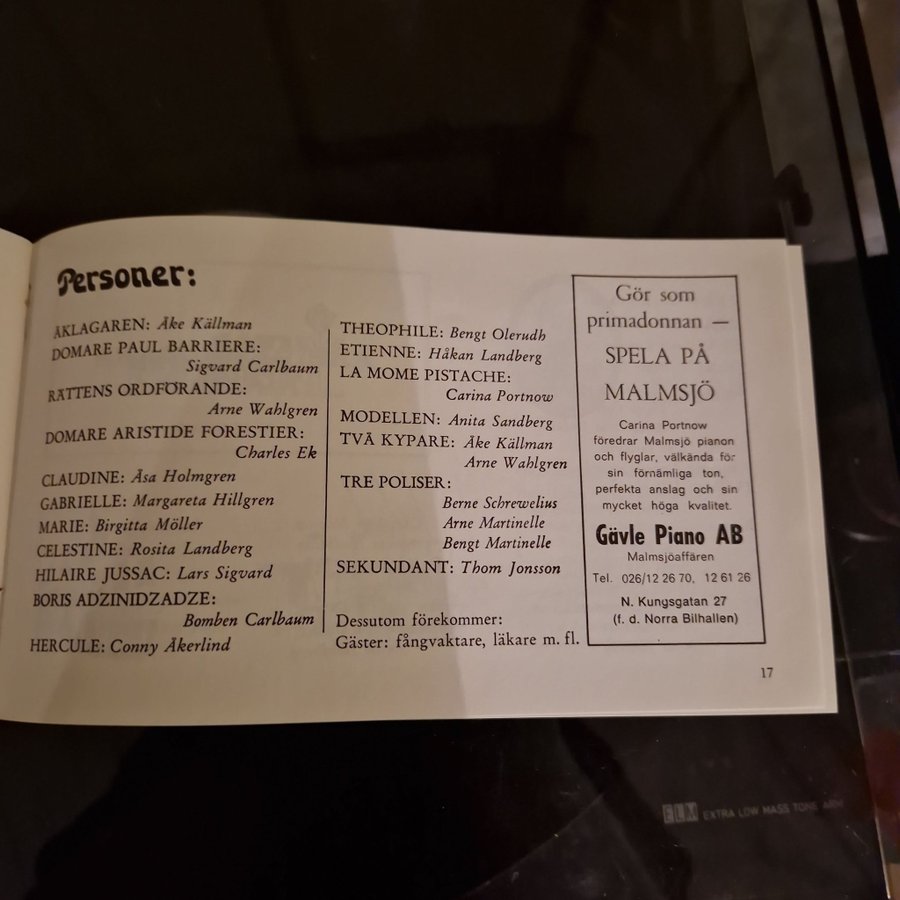 Personer:
ÅKLAGAREN: Åke Källman
DOMARE PAUL BARRIERE:
Sigvard Carlbaum
RÄTTENS ORDFÖRANDE:
Arne Wahlgren
DOMARE ARISTIDE FORESTIER:
Charles Ek
CLAUDINE: Åsa Holmgren
GABRIELLE: Margareta Hillgren
MARIE: Birgitta Möller
CELESTINE: Rosita Landberg
HILAIRE JUSSAC: Lars Sigvard
BORIS ADZINIDZADZE:
Bomben Carlbaum
HERCULE: Conny Åkerlind
THEOPHILE: Bengt Olerudh
ETIENNE: Håkan Landberg
LA MOME PISTACHE:
Carina Portnow
MODELLEN: Anita Sandberg
TVÅ KYPARE: Åke Källman
Arne Wahlgren
TRE POLISER:
Berne Schrewelius
Arne Martinelle
Bengt Martinelle
SEKUNDANT: Thom Jonsson
Dessutom förekommer:
Gäster: fångvaktare, läkare m. fl.
Gör som
primadonnan —
SPELA PÅ
MALMSJÖ
Carina Portnow
föredrar Malmsjö pianon
och flyglar, välkända för
sin förnämliga ton,
perfekta anslag och sin
mycket höga kvalitet.
Gävle Piano AB
Malmsjöaffären
Tel. 026/12 26 70, 12 61 26
N. Kungsgatan 27
(f. d. Norra Bilhallen)
17
ELM EXTRA LOW MASS TONE ARM